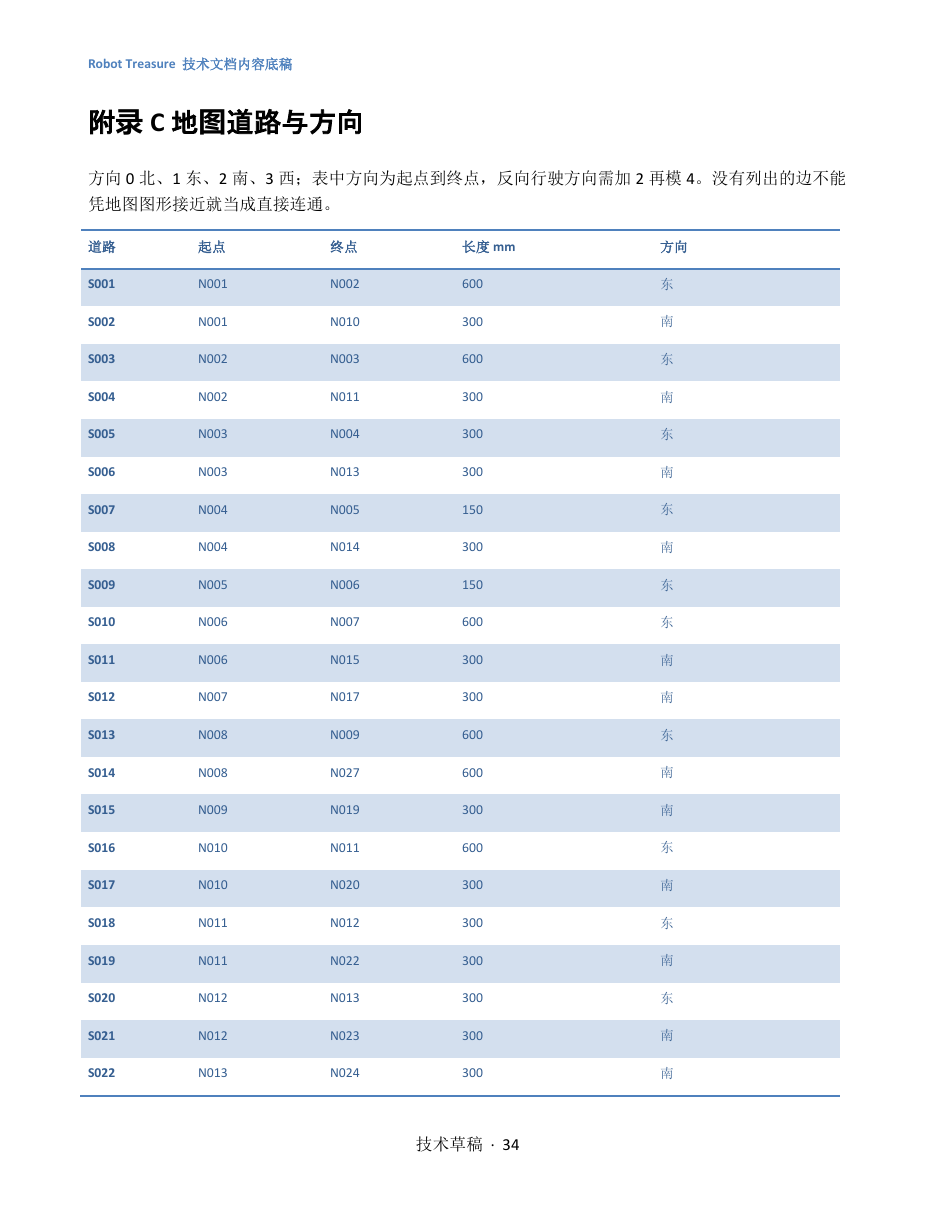 Robot Treasure 技术文档内容底稿
附录 C 地图道路与方向
方向 0 北、1 东、2 南、3 西；表中方向为起点到终点，反向行驶方向需加 2 再模 4。没有列出的边不能
凭地图图形接近就当成直接连通。
道路 起点 终点 长度 mm 方向
S001 N001 N002 600 东
S002 N001 N010 300 南
S003 N002 N003 600 东
S004 N002 N011 300 南
S005 N003 N004 300 东
S006 N003 N013 300 南
S007 N004 N005 150 东
S008 N004 N014 300 南
S009 N005 N006 150 东
S010 N006 N007 600 东
S011 N006 N015 300 南
S012 N007 N017 300 南
S013 N008 N009 600 东
S014 N008 N027 600 南
S015 N009 N019 300 南
S016 N010 N011 600 东
S017 N010 N020 300 南
S018 N011 N012 300 东
S019 N011 N022 300 南
S020 N012 N013 300 东
S021 N012 N023 300 南
S022 N013 N024 300 南
技术草稿 · 34